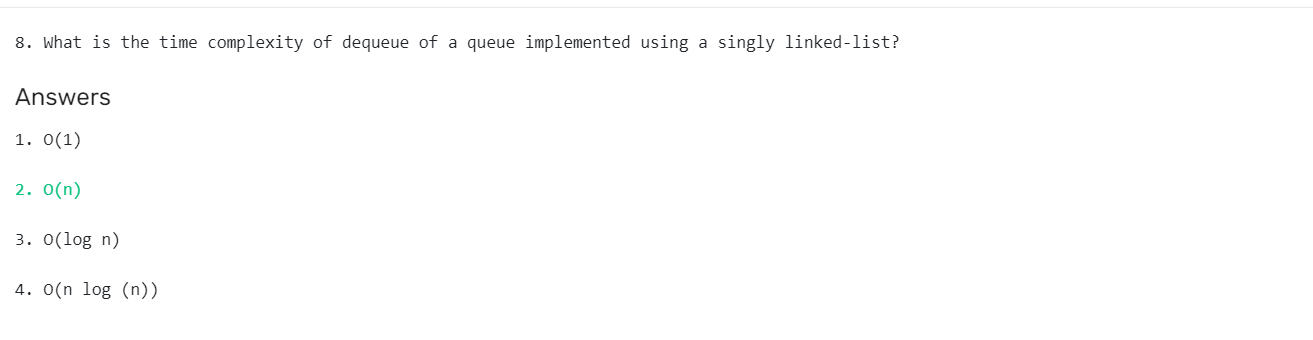 8. What is the time complexity of dequeue of a queue implemented using a singly linked-list?
Answers
1. O(1)
2. O(n)
3. O(log n)
4. O(n log (n))